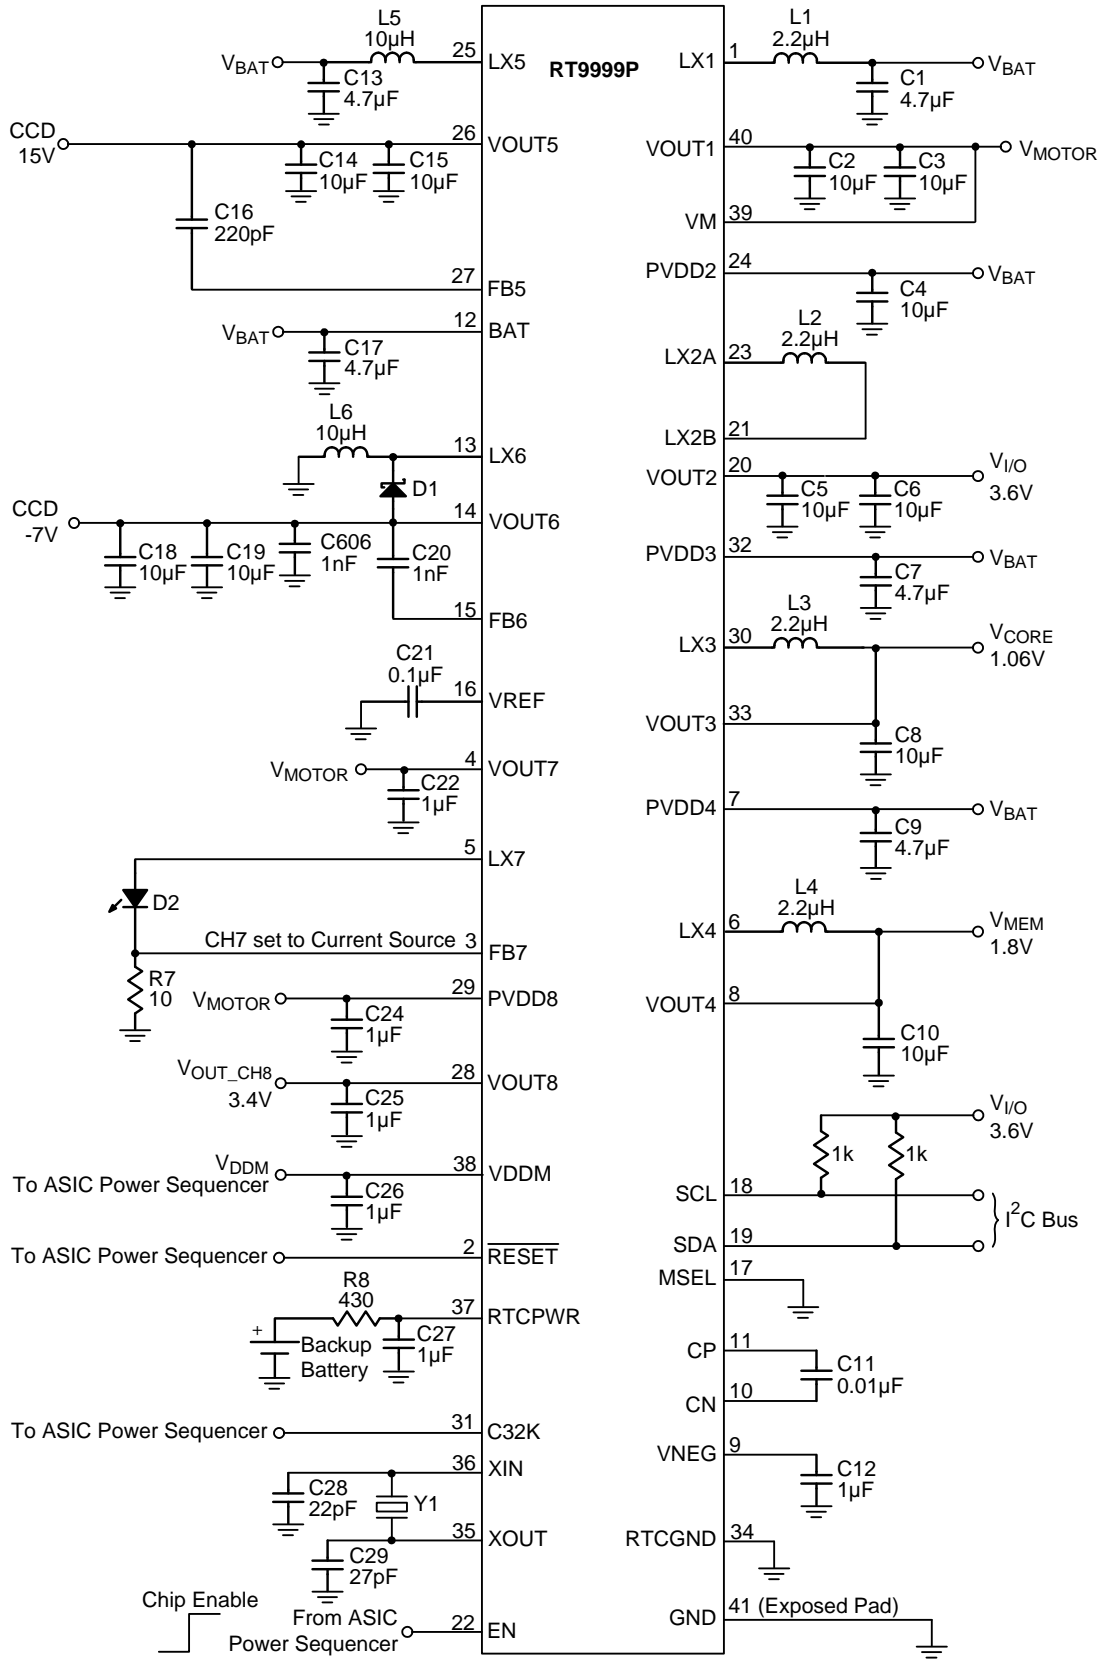 RT9999P
L5
10µH
25
LX5
VBAT
C13
4.7µF
CCD
15V
26
VOUT5
C14
10µF
C15
10µF
C16
220pF
27
FB5
VBAT
12
BAT
C17
4.7µF
L6
10µH
13
LX6
D1
CCD
-7V
14
VOUT6
C18
10µF
C19
10µF
C606
1nF
C20
1nF
15
FB6
C21
0.1µF
16
VREF
VMOTOR
4
VOUT7
C22
1µF
5
LX7
D2
CH7 set to Current Source
3
FB7
R7
10
VMOTOR
29
PVDD8
C24
1µF
VOUT_CH8
3.4V
28
VOUT8
C25
1µF
VDDM
To ASIC Power Sequencer
38
VDDM
C26
1µF
To ASIC Power Sequencer
2
RESET
R8
430
37
RTCPWR
+
Backup
Battery
C27
1µF
To ASIC Power Sequencer
31
C32K
36
XIN
C28
22pF
Y1
35
XOUT
C29
27pF
Chip Enable
From ASIC
Power Sequencer
22
EN
LX1
1
L1
2.2µH
VBAT
C1
4.7µF
VOUT1
40
VMOTOR
C2
10µF
C3
10µF
VM
39
PVDD2
24
VBAT
C4
10µF
L2
2.2µH
LX2A
23
LX2B
21
VOUT2
20
VI/O
3.6V
C5
10µF
C6
10µF
PVDD3
32
VBAT
C7
4.7µF
L3
2.2µH
LX3
30
VCORE
1.06V
VOUT3
33
C8
10µF
PVDD4
7
VBAT
C9
4.7µF
L4
2.2µH
LX4
6
VMEM
1.8V
VOUT4
8
C10
10µF
VI/O
3.6V
1k
1k
SCL
18
I2C Bus
SDA
19
MSEL
17
CP
11
C11
0.01µF
CN
10
VNEG
9
C12
1µF
RTCGND
34
GND
41 (Exposed Pad)